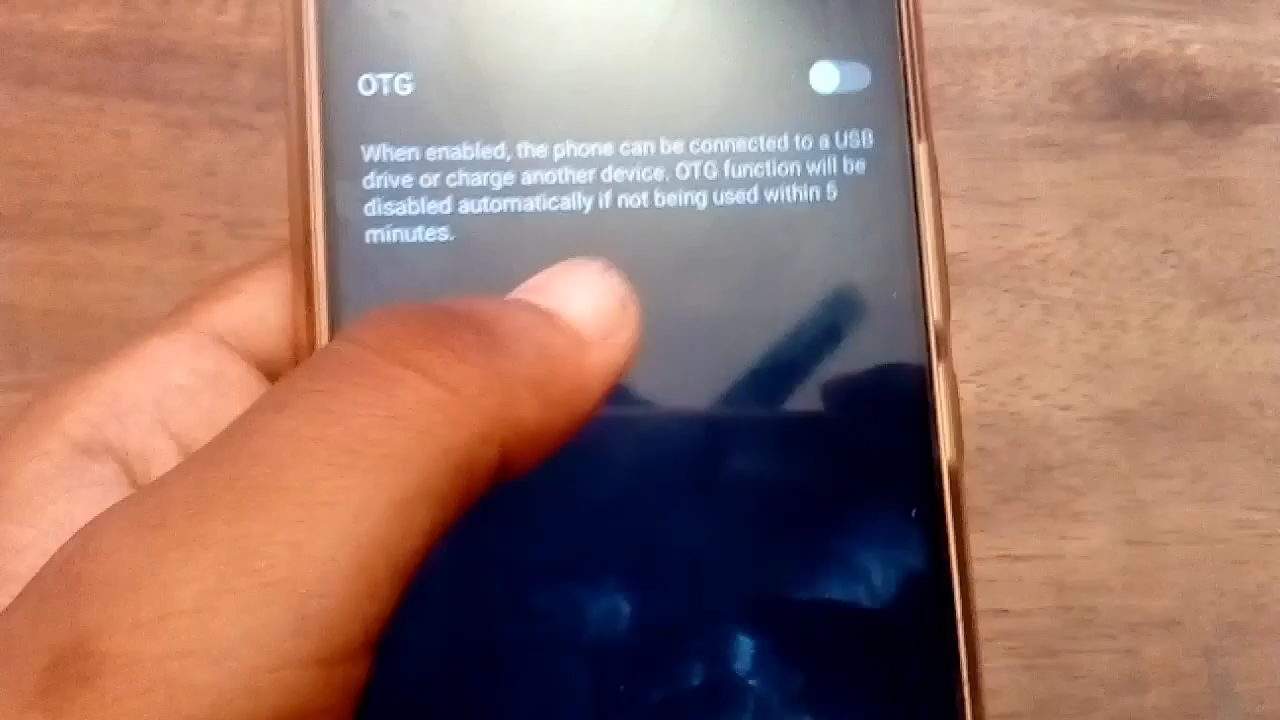 OTG
When enabled, the phone can be connected to a USB
drive or charge another device. OTG function will be
disabled automatically if not being used within 5
minutes.